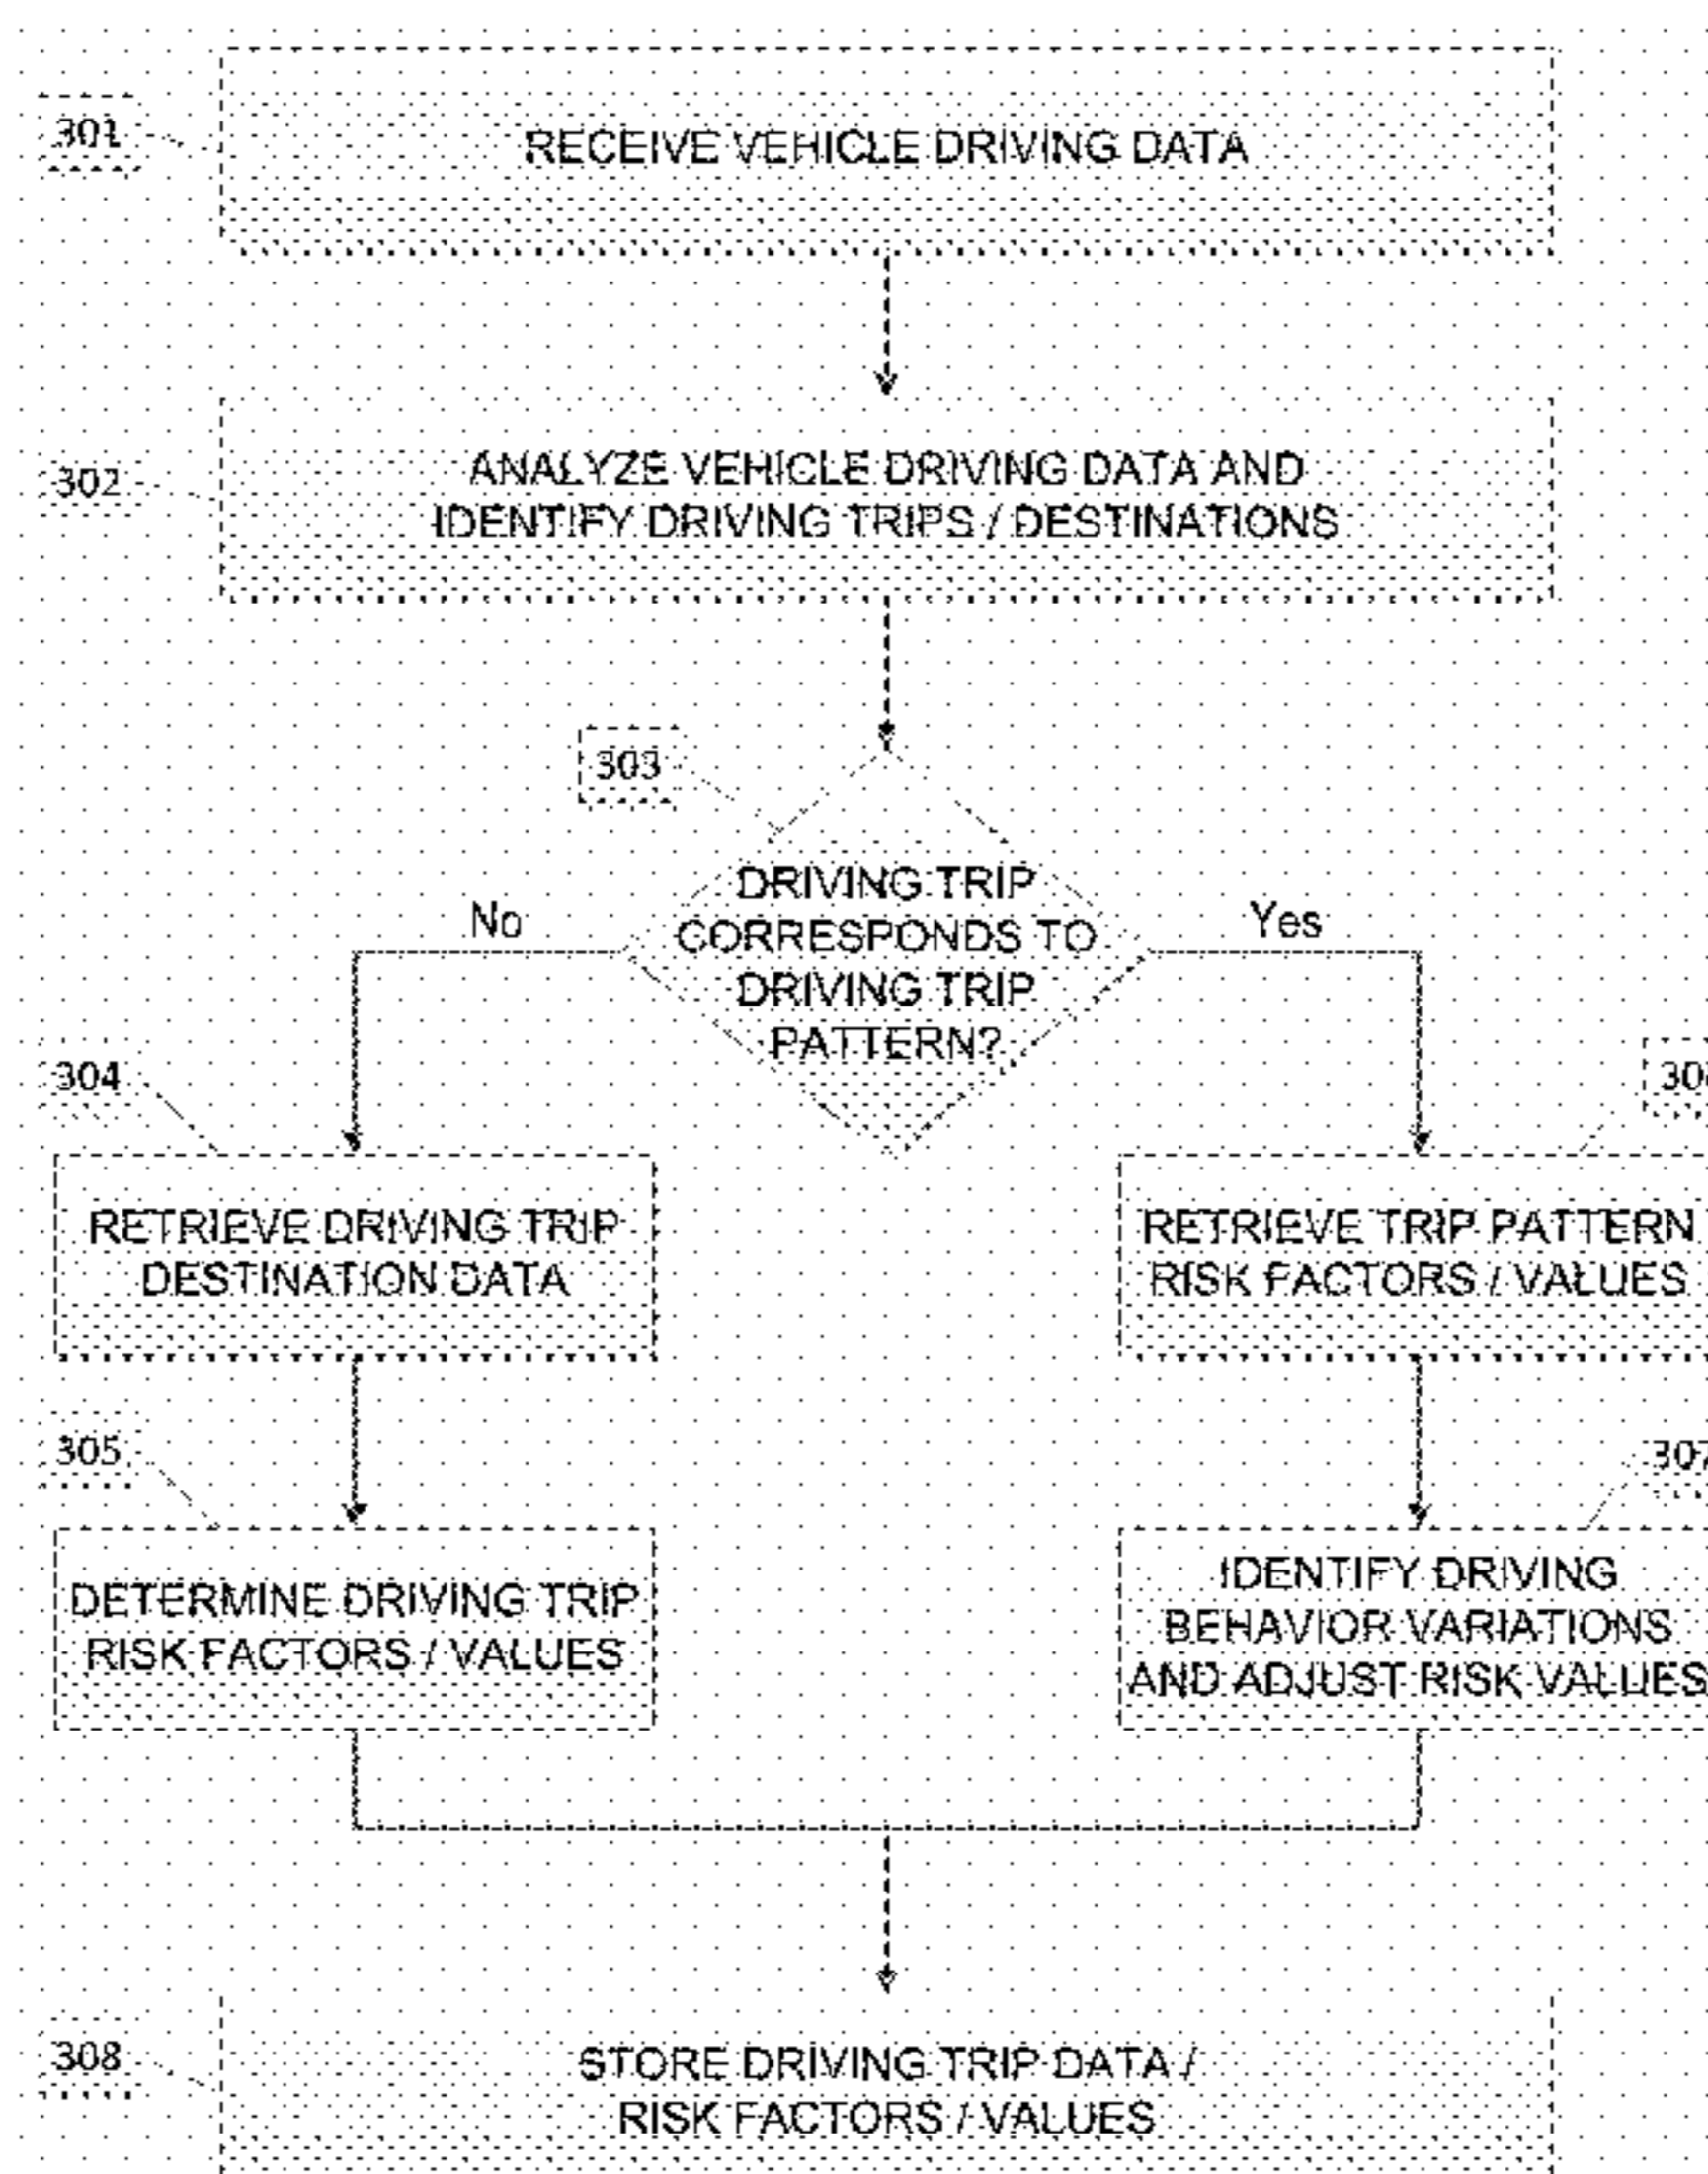 301
RECEIVE VEHICLE DRIVING DATA
302
ANALYZE VEHICLE DRIVING DATA AND
IDENTIFY DRIVING TRIPS / DESTINATIONS
303
DRIVING TRIP
CORRESPONDS TO
DRIVING TRIP
PATTERN?
No
Yes
304
RETRIEVE DRIVING TRIP
DESTINATION DATA
RETRIEVE TRIP PATTERN
RISK FACTORS / VALUES
305
307
DETERMINE DRIVING TRIP
RISK FACTORS / VALUES
IDENTIFY DRIVING
BEHAVIOR VARIATIONS
AND ADJUST RISK VALUES
308
STORE DRIVING TRIP DATA /
RISK FACTORS / VALUES